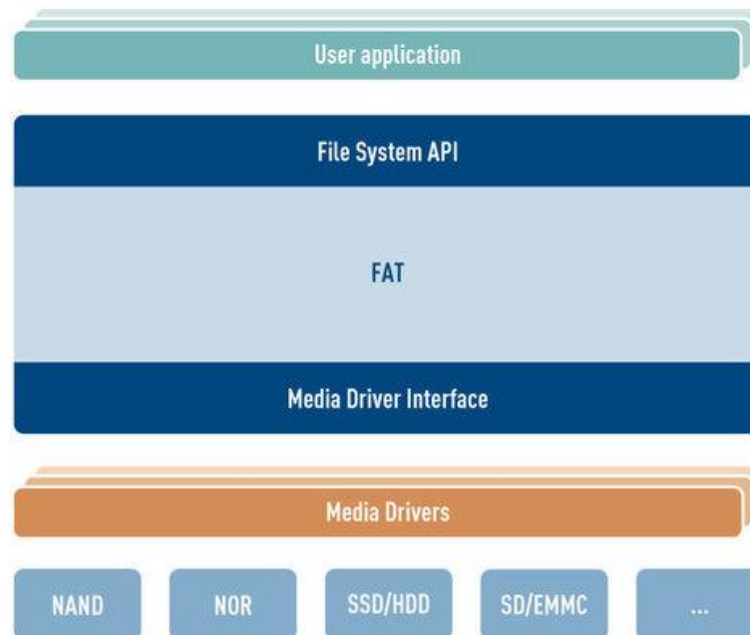 User application
File System API
FAT
Media Driver Interface
Media Drivers
NAND
NOR
SSD/HDD
SD/EMMC
...